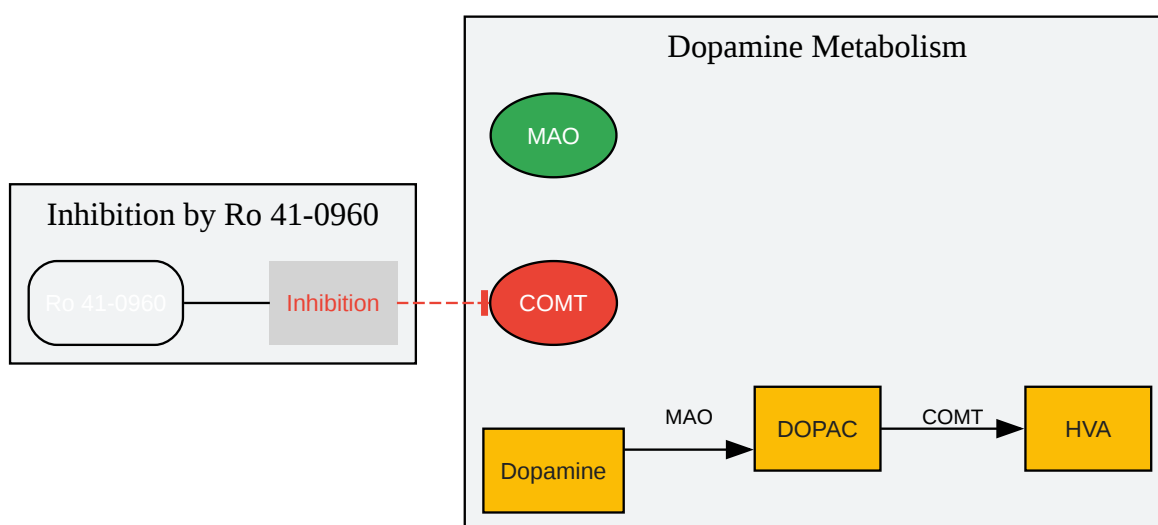 Dopamine Metabolism
MAO
Inhibition by Ro 41-0960
Ro 41-0960
Inhibition
COMT
MAO
COMT
Dopamine
DOPAC
HVA